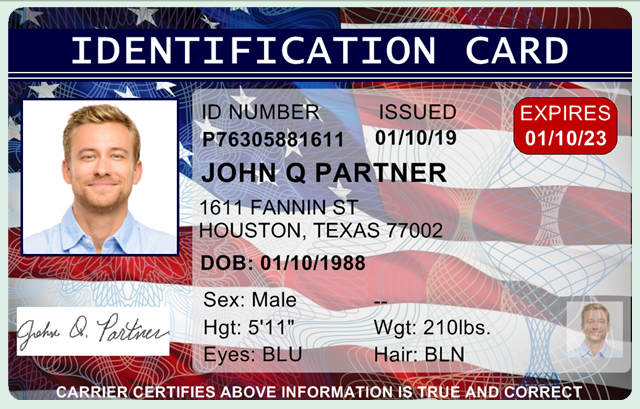 IDENTIFICATION CARD
ID NUMBER ISSUED EXPIRES
P76305881611 01/10/19 01/10/23
JOHN Q PARTNER
1611 FANNIN ST
HOUSTON, TEXAS 77002
DOB: 01/10/1988
Sex: Male --
Hgt: 5'11" Wgt: 210lbs.
Eyes: BLU Hair: BLN
John Q. Partner
CARRIER CERTIFIES ABOVE INFORMATION IS TRUE AND CORRECT